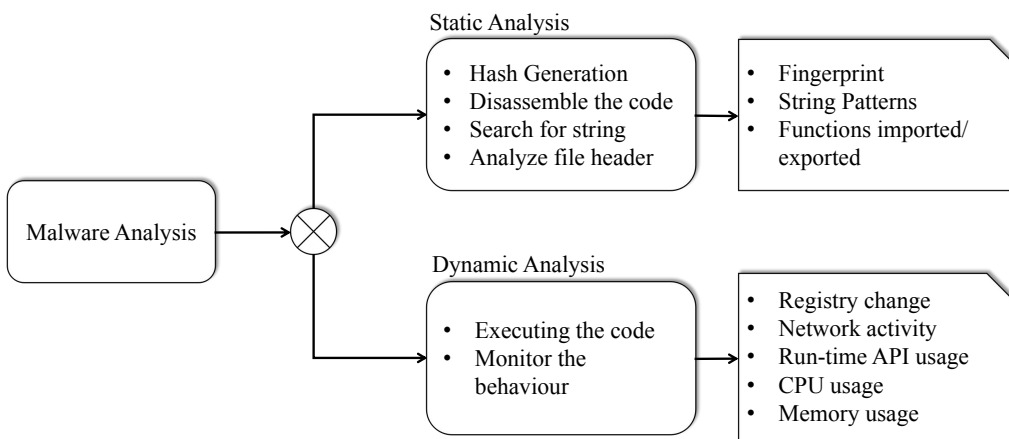 Static Analysis
• Hash Generation
• Disassemble the code
• Search for string
• Analyze file header
• Fingerprint
• String Patterns
• Functions imported/
exported
Malware Analysis
Dynamic Analysis
• Executing the code
• Monitor the
behaviour
• Registry change
• Network activity
• Run-time API usage
• CPU usage
• Memory usage